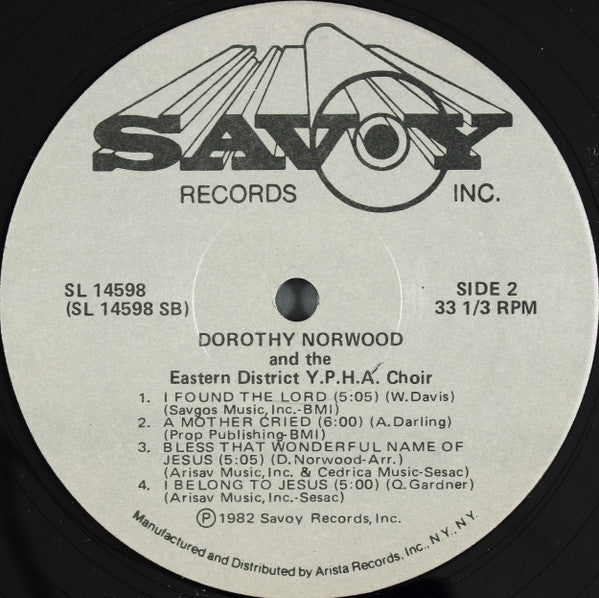 SAVOY
RECORDS INC.
SL 14598
(SL 14598 SB)
SIDE 2
33 1/3 RPM
DOROTHY NORWOOD
and the
Eastern District Y.P.H.A. Choir
1. I FOUND THE LORD (5:05) (W.Davis)
(Savgos Music, Inc.-BMI)
2. A MOTHER CRIED (6:00) (A.Darling)
(Prop Publishing-BMI)
3. BLESS THAT WONDERFUL NAME OF
JESUS (5:05) (D.Norwood-Arr.)
(Arisav Music, Inc. & Cedrica Music-Sesac)
4. I BELONG TO JESUS (5:00) (O.Gardner)
(Arisav Music, Inc.-Sesac)
Ⓟ1982 Savoy Records, Inc.
Manufactured and Distributed by Arista Records, Inc., N.Y., N.Y.